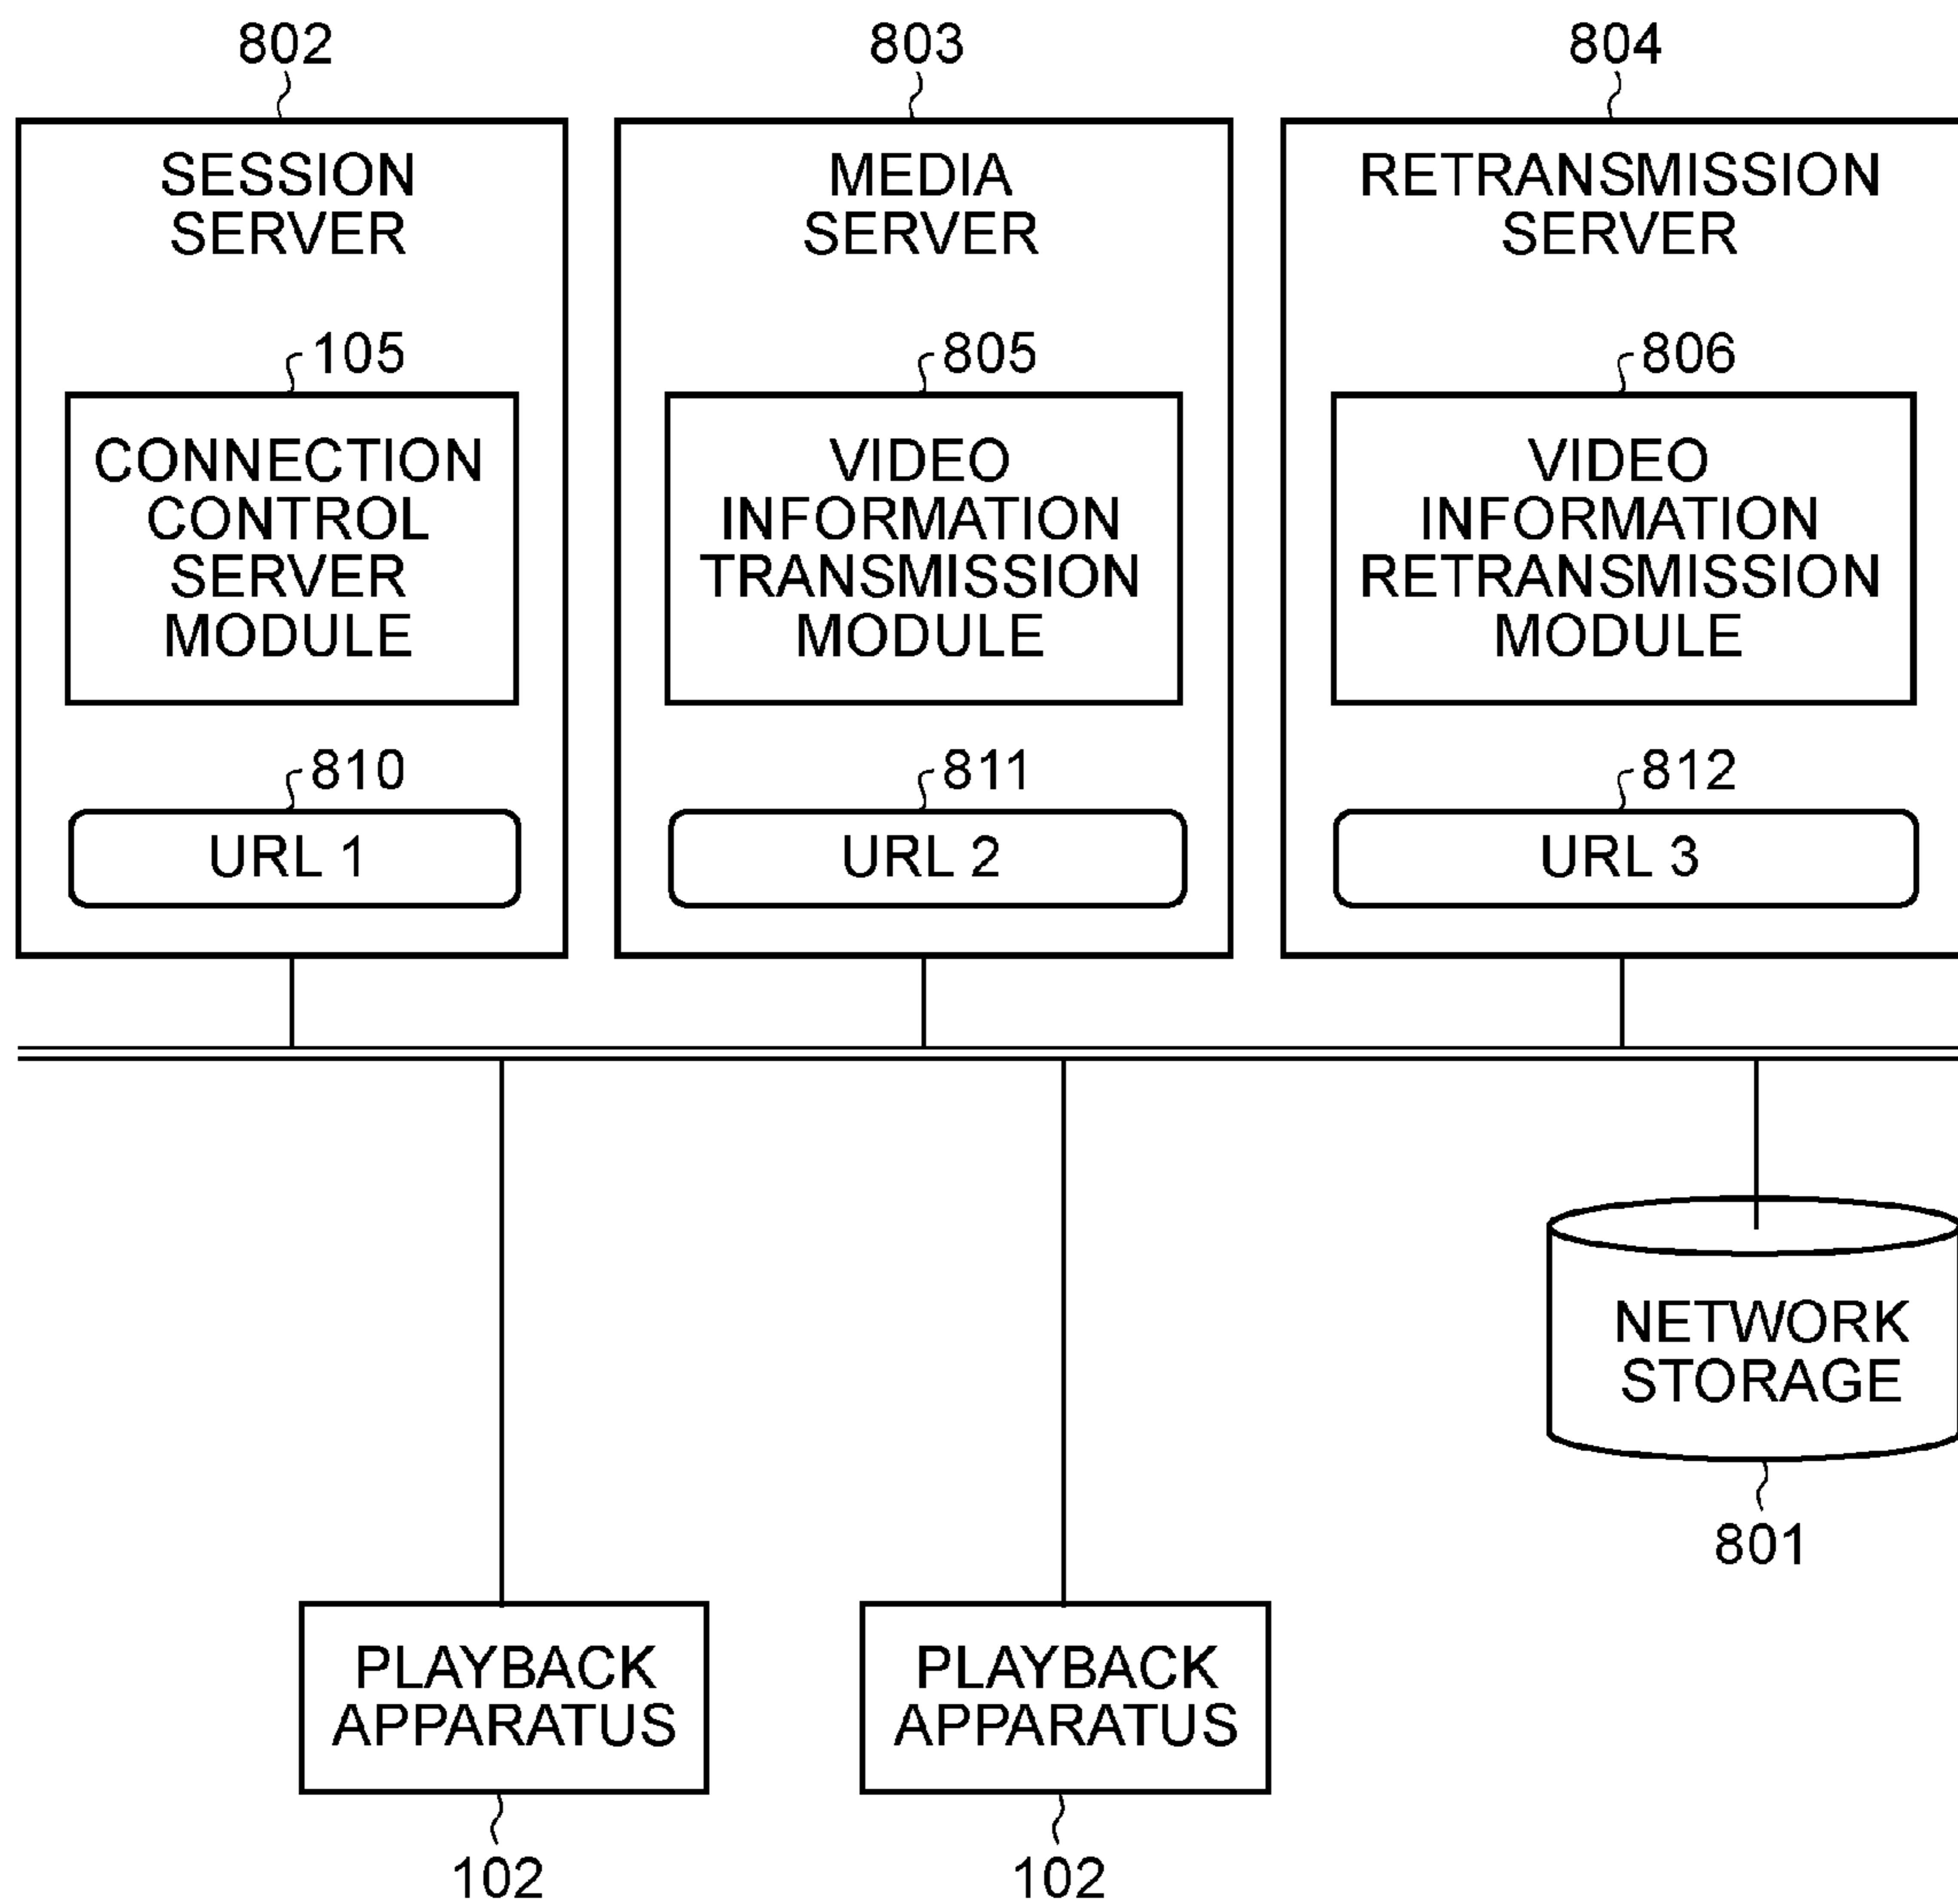 802
803
804
SESSION
SERVER
MEDIA
SERVER
RETRANSMISSION
SERVER
105
805
806
CONNECTION
CONTROL
SERVER
MODULE
VIDEO
INFORMATION
TRANSMISSION
MODULE
VIDEO
INFORMATION
RETRANSMISSION
MODULE
810
811
812
URL 1
URL 2
URL 3
NETWORK
STORAGE
801
PLAYBACK
APPARATUS
PLAYBACK
APPARATUS
102
102